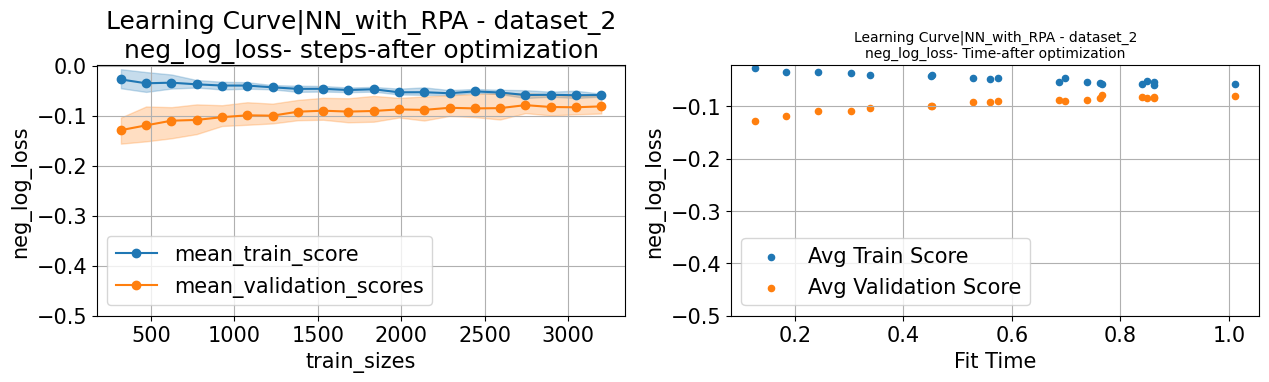 Learning Curve|NN_with_RPA - dataset_2
neg_log_loss- steps-after optimization
neg_log_loss
0.0
−0.1
−0.2
−0.3
−0.4
−0.5
mean_train_score
mean_validation_scores
500
1000
1500
2000
2500
3000
train_sizes
Learning Curve|NN_with_RPA - dataset_2
neg_log_loss- Time-after optimization
neg_log_loss
−0.1
−0.2
−0.3
−0.4
−0.5
Avg Train Score
Avg Validation Score
0.2
0.4
0.6
0.8
1.0
Fit Time